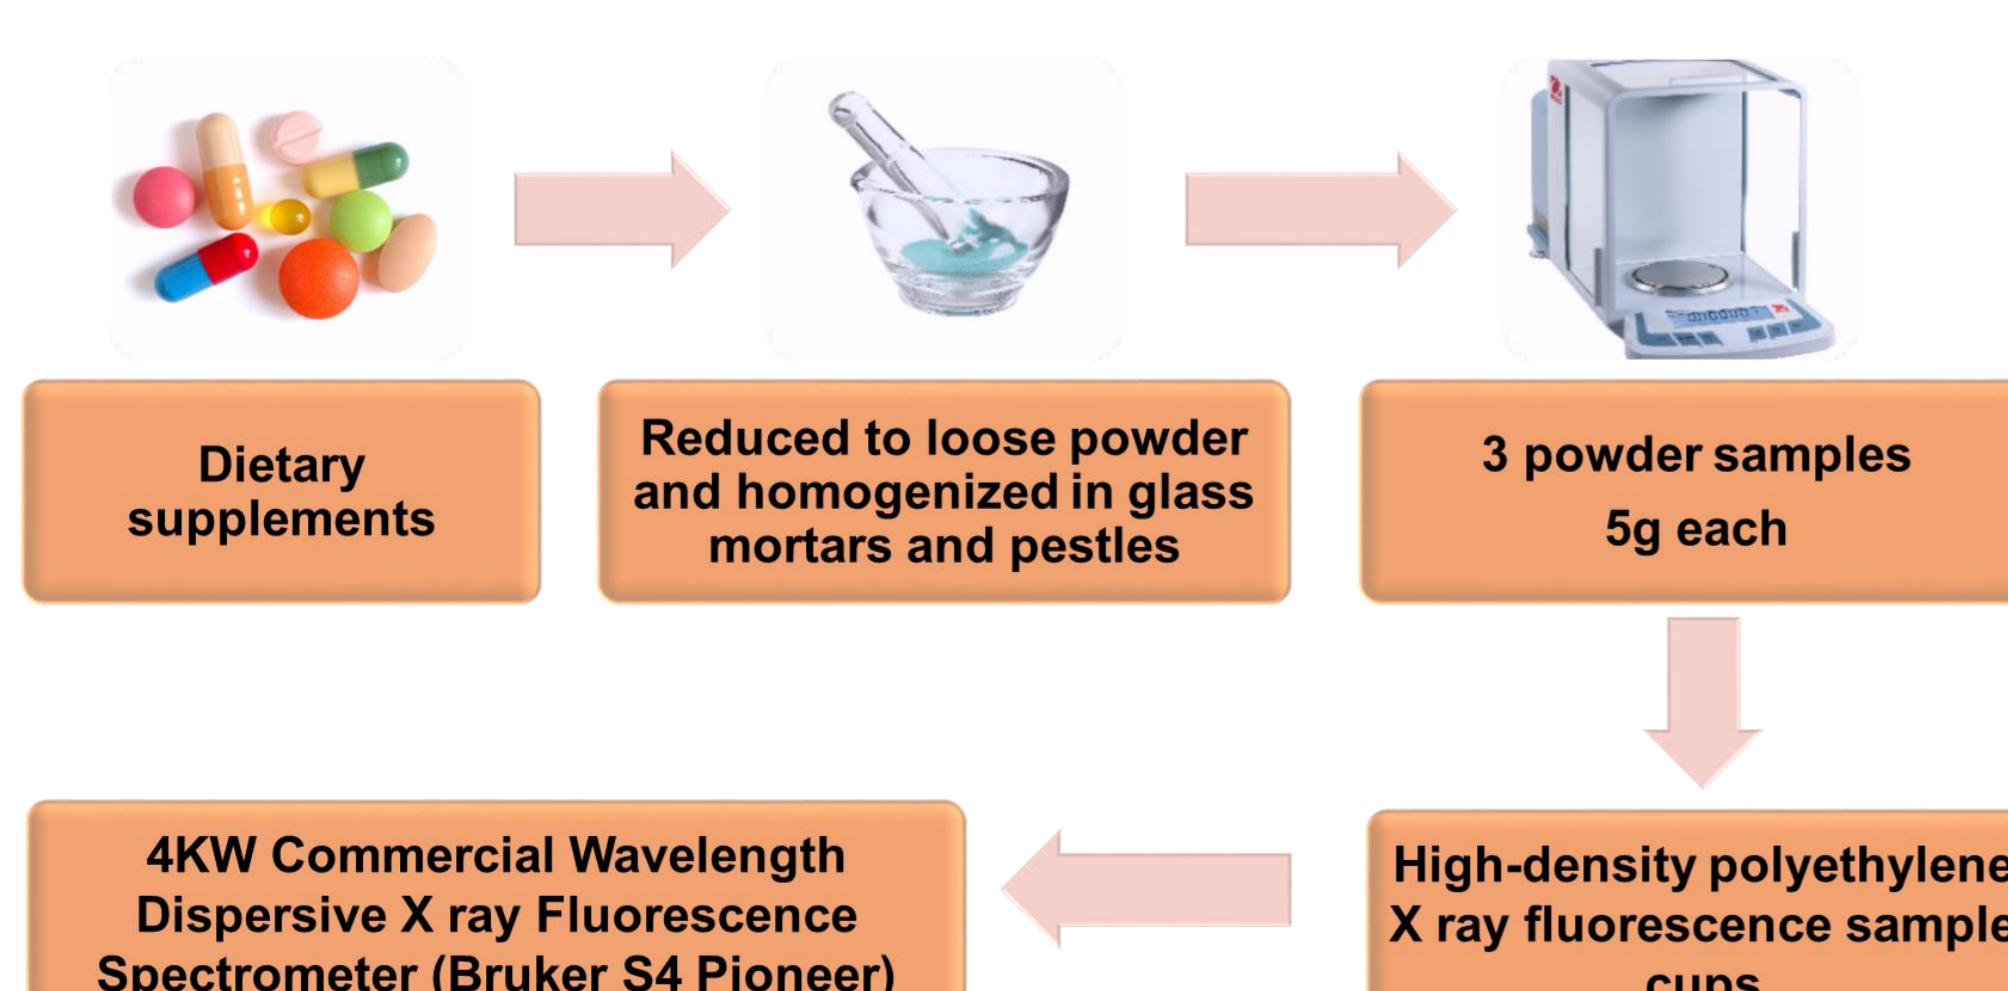 Dietary
supplements
Reduced to loose powder
and homogenized in glass
mortars and pestles
3 powder samples
5g each
4KW Commercial Wavelength
Dispersive X ray Fluorescence
Spectrometer (Bruker S4 Pioneer)
High-density polyethylene
X ray fluorescence sample
cups